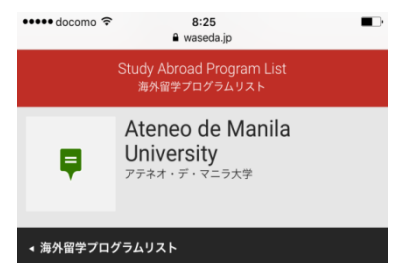 ●●●●● docomo 8:25
waseda.jp
Study Abroad Program List
海外留学プログラムリスト
Ateneo de Manila
University
アテネオ・デ・マニラ大学
◂ 海外留学プログラムリスト